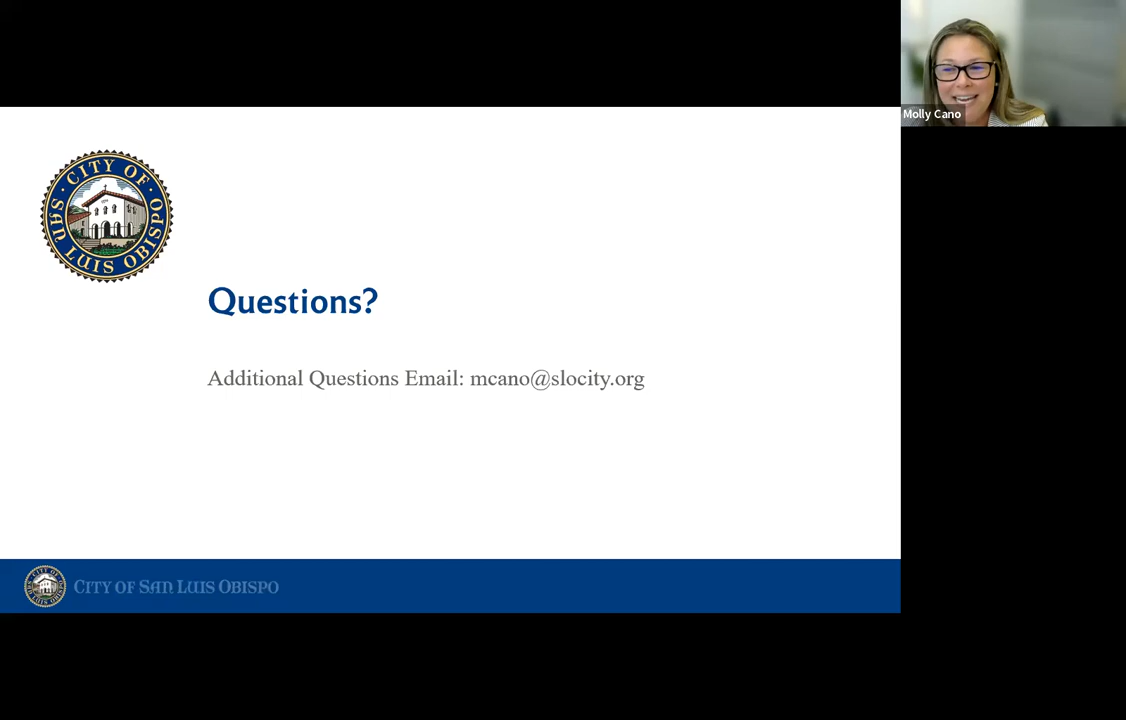 Molly Cano
CITY OF
SAN LUIS OBISPO
Questions?
Additional Questions Email: mcano@slocity.org
CITY OF SAN LUIS OBISPO